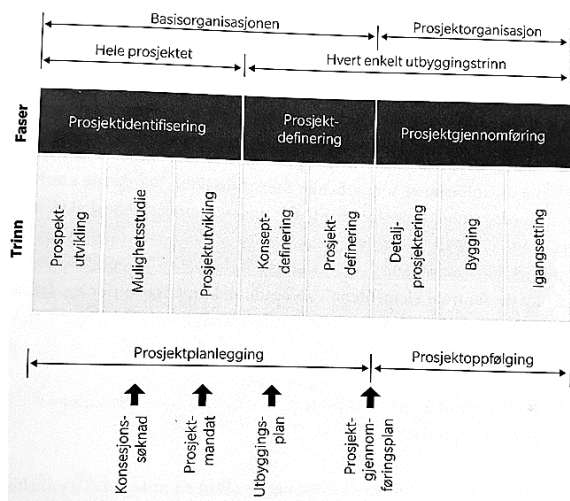 Basisorganisasjonen
Prosjektorganisasjon
Hele prosjektet
Hvert enkelt utbyggingstrinn
Faser
Prosjektidentifisering
Prosjekt-
definering
Prosjektgjennomføring
Trinn
Prospekt-
utvikling
Mulighetsstudie
Prosjektutvikling
Konsept-
definering
Prosjekt-
definering
Detalj-
prosjektering
Bygging
Igangsetting
Prosjektplanlegging
Prosjektoppfølging
Konsesjons-
søknad
Prosjekt-
mandat
Utbyggings-
plan
Prosjekt-
gjennom-
føringsplan